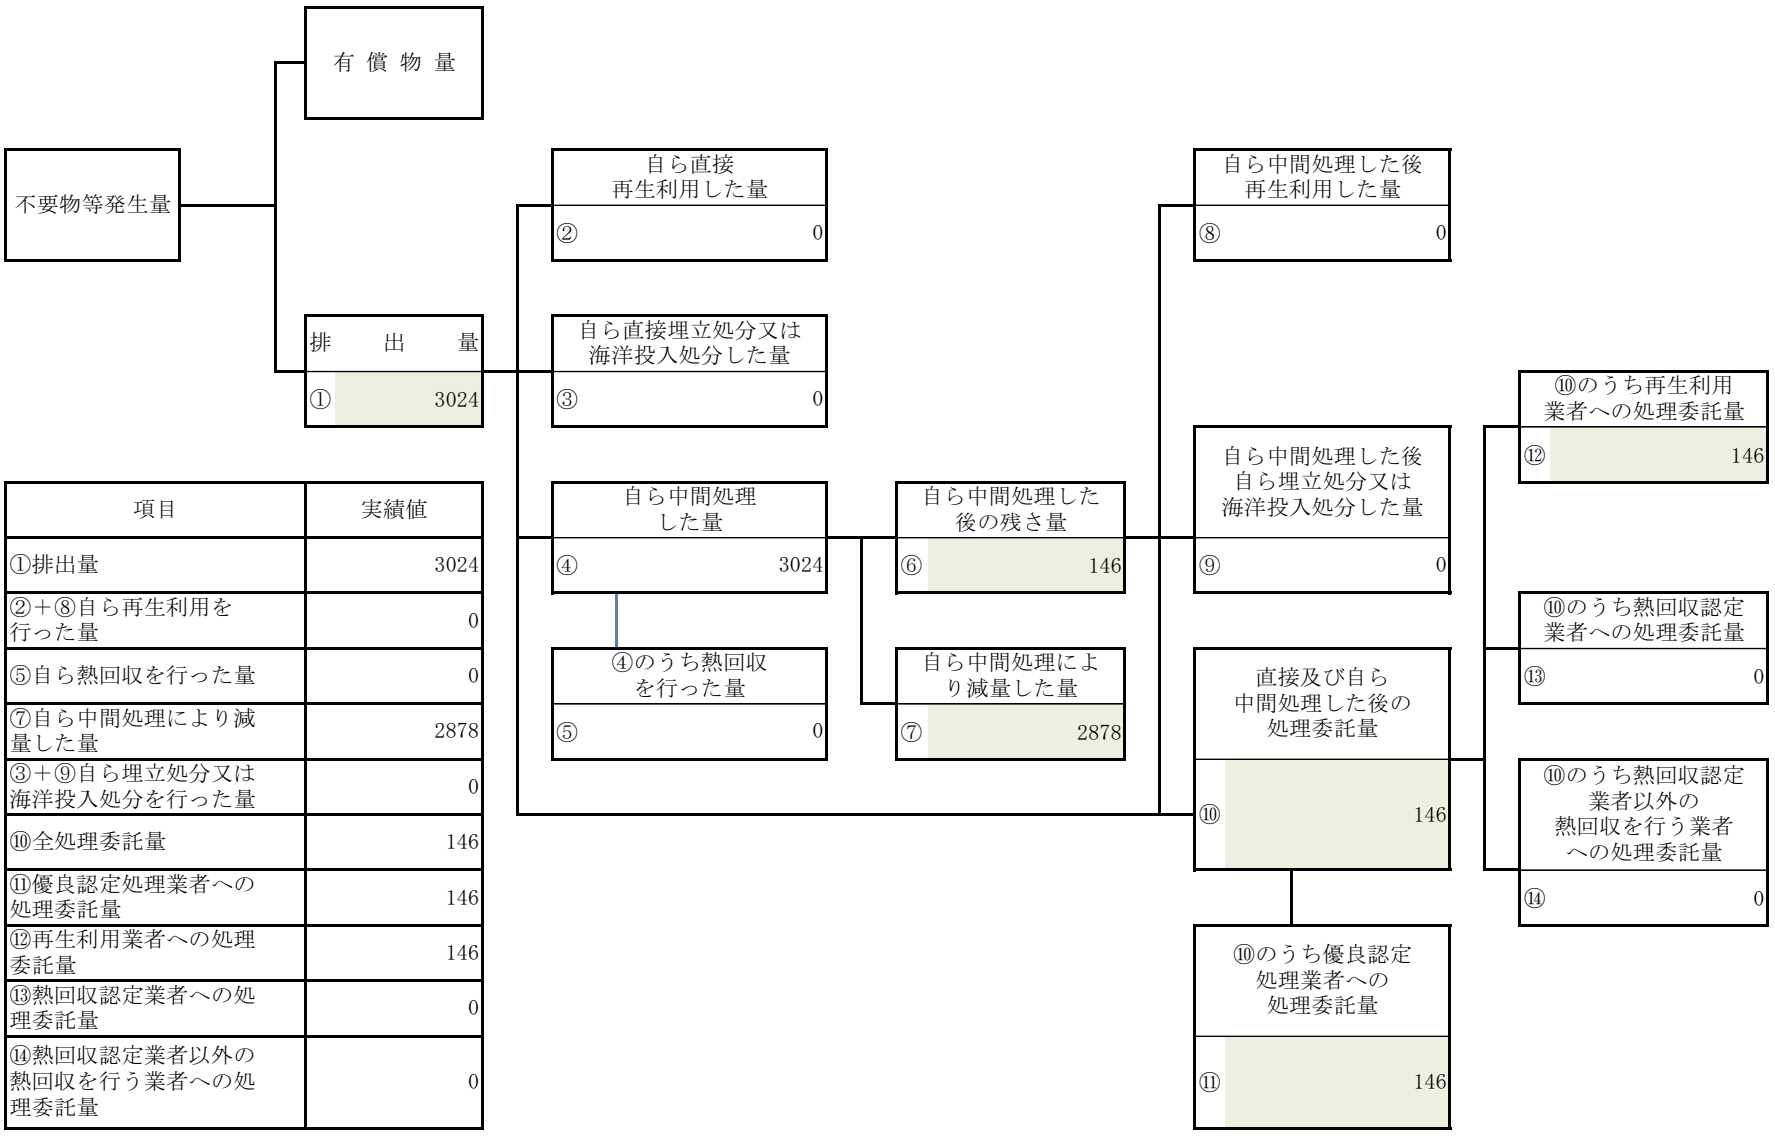 有償物量
不要物等発生量
排出量
①
3024
自ら直接
再生利用した量
②
0
自ら直接埋立処分又は
海洋投入処分した量
③
0
自ら中間処理
した量
④
3024
④のうち熱回収
を行った量
⑤
0
自ら中間処理した
後の残さ量
⑥
146
自ら中間処理によ
り減量した量
⑦
2878
自ら中間処理した後
再生利用した量
⑧
0
自ら中間処理した後
自ら埋立処分又は
海洋投入処分した量
⑨
0
直接及び自ら
中間処理した後の
処理委託量
⑩
146
⑩のうち優良認定
処理業者への
処理委託量
⑪
146
⑩のうち再生利用
業者への処理委託量
⑫
146
⑩のうち熱回収認定
業者への処理委託量
⑬
0
⑩のうち熱回収認定
業者以外の
熱回収を行う業者
への処理委託量
⑭
0
項目 実績値
①排出量 3024
②＋⑧自ら再生利用を
行った量
0
⑤自ら熱回収を行った量 0
⑦自ら中間処理により減
量した量
2878
③＋⑨自ら埋立処分又は
海洋投入処分を行った量
0
⑩全処理委託量 146
⑪優良認定処理業者への
処理委託量
146
⑫再生利用業者への処理
委託量
146
⑬熱回収認定業者への処
理委託量
0
⑭熱回収認定業者以外の
熱回収を行う業者への処
理委託量
0